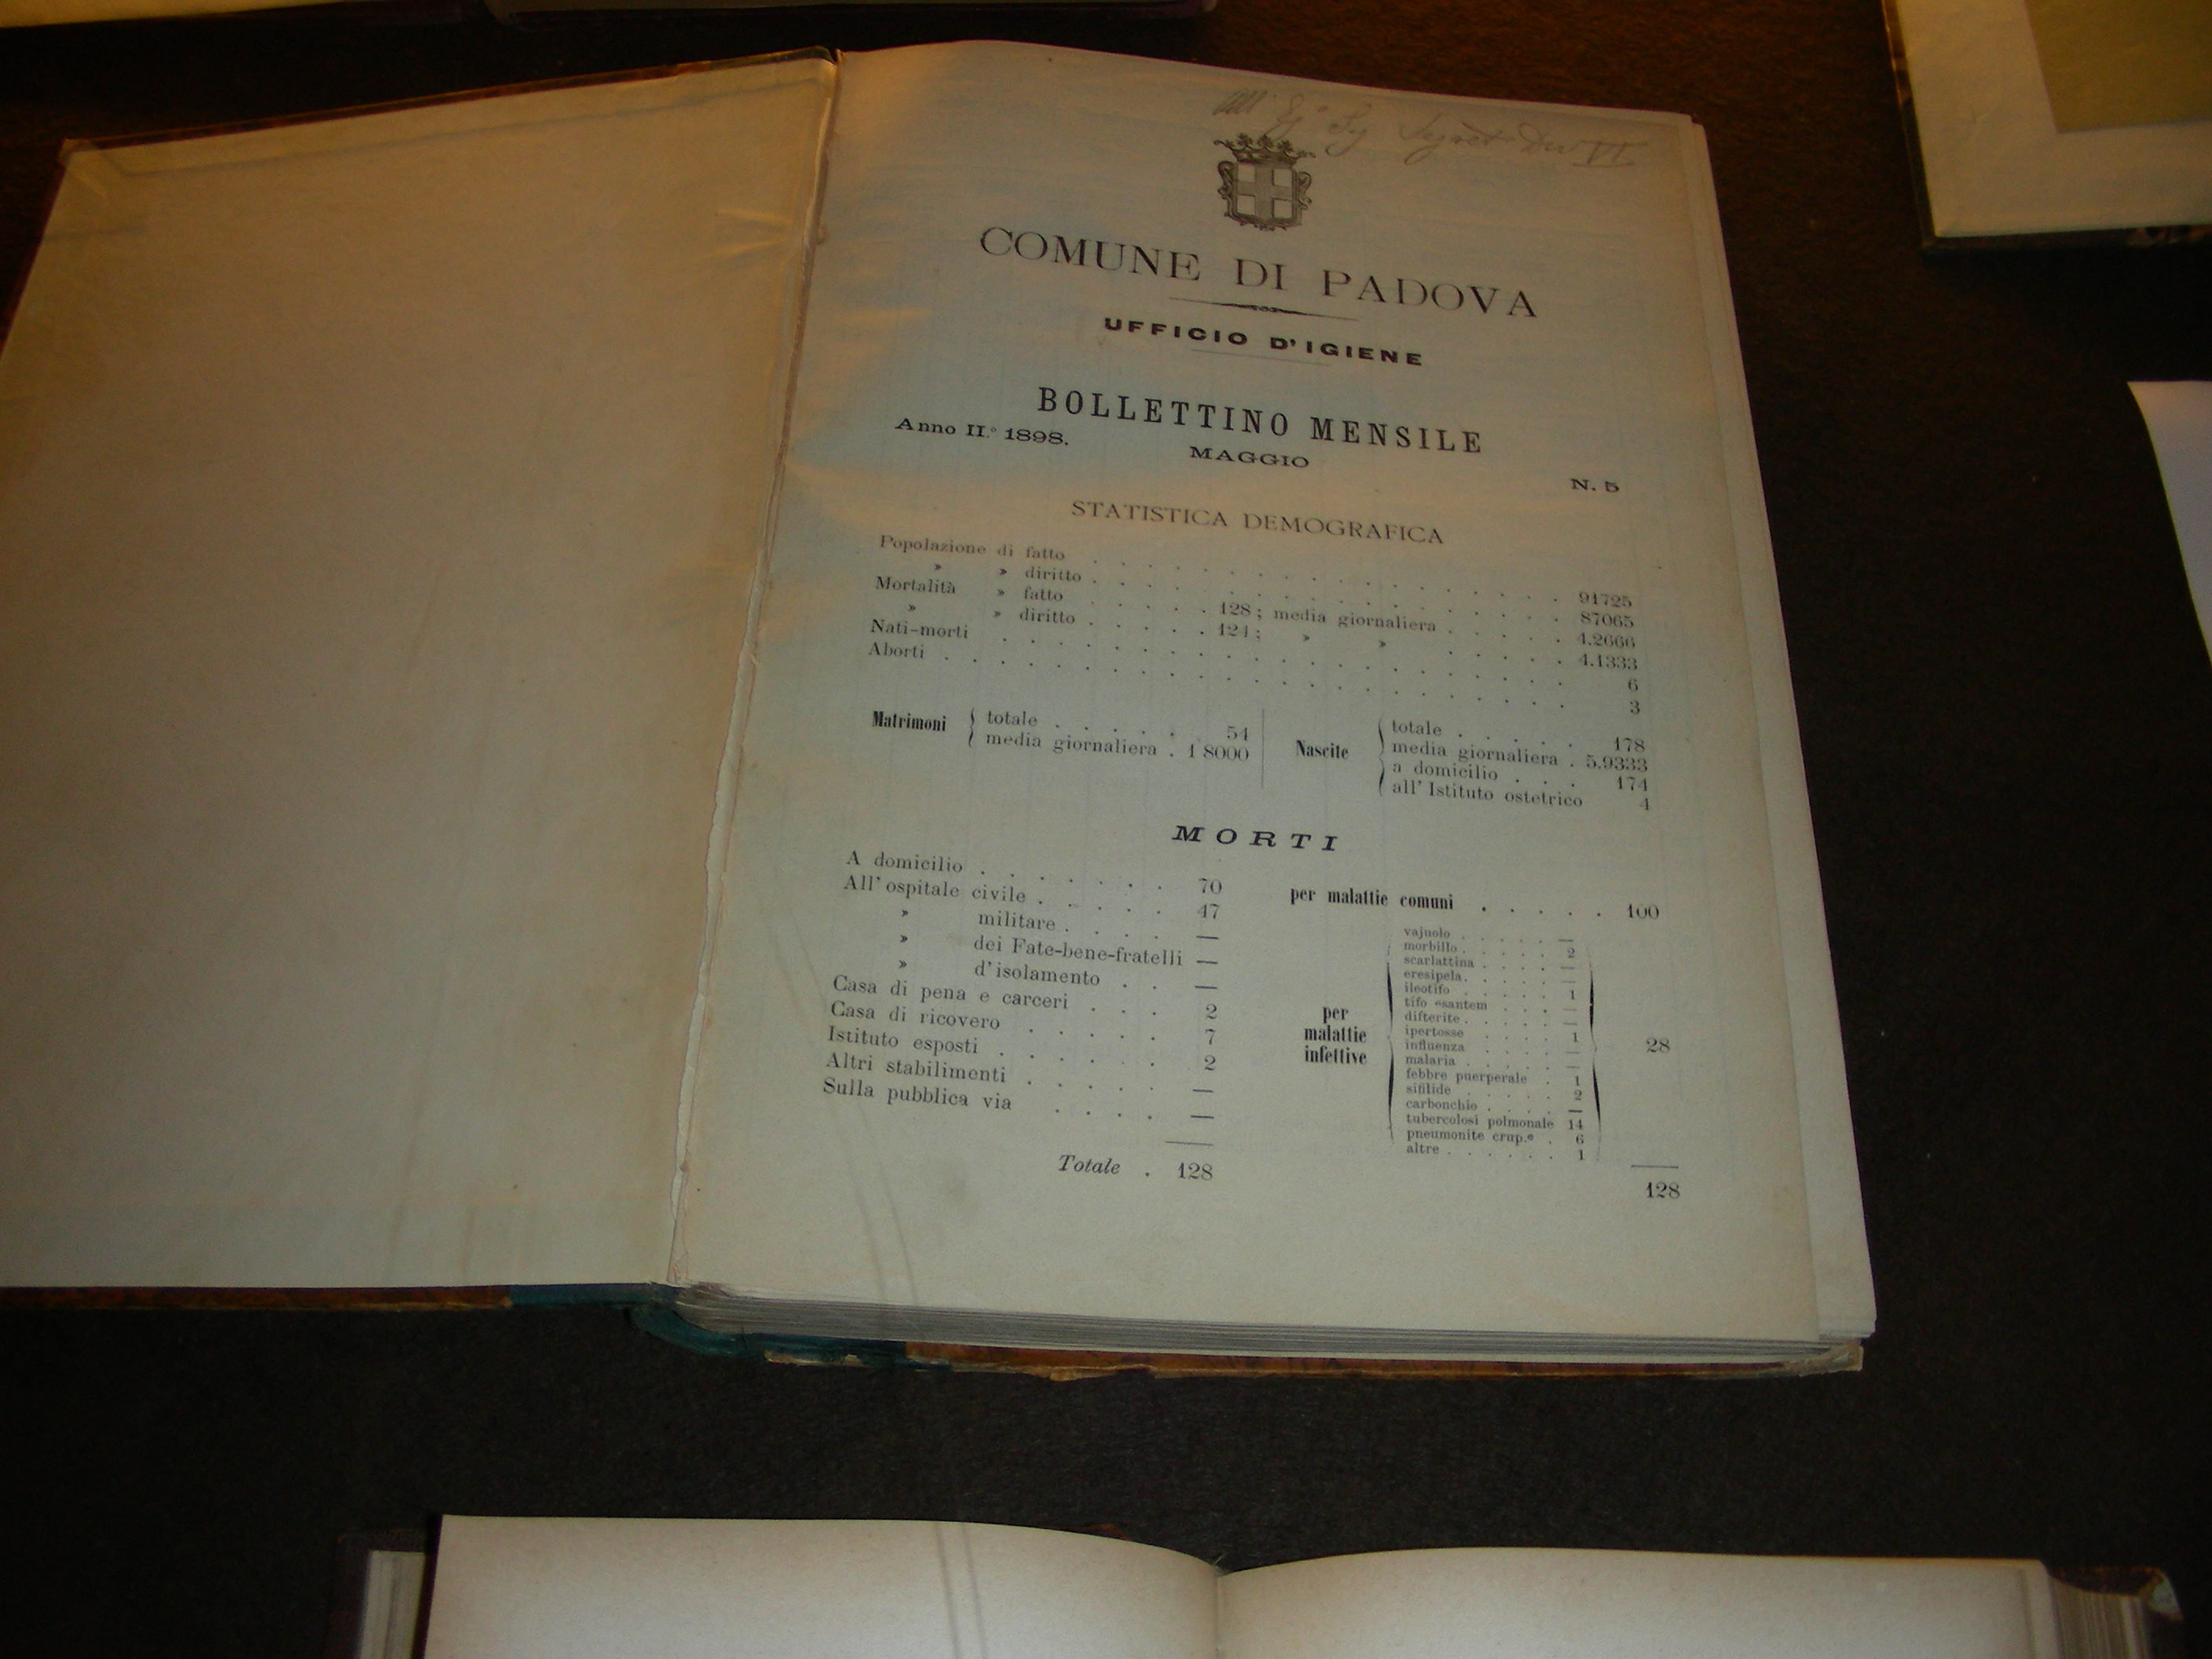 COMUNE DI PADOVA
UFFICIO D'IGIENE
BOLLETTINO MENSILE
Anno II.° 1898.
MAGGIO
N. 5
STATISTICA DEMOGRAFICA
Popolazione di fatto . . . . . . . . . . . . 91725
» » diritto . . . . . . . . . . . . 87065
Mortalità » fatto . . . . . 128 ; media giornaliera . . . . . 4.2666
» » diritto . . . . . 124 ; » » . . . . . 4.1333
Nati-morti . . . . . . . . . . . . 6
Aborti . . . . . . . . . . . . 3
Matrimoni
totale . . . . . 54
media giornaliera . 1 8000
Nascite
totale . . . . . 178
media giornaliera . 5.9333
a domicilio . . . 174
all'Istituto ostetrico 4
MORTI
A domicilio . . . . . . . 70
All'ospitale civile . . . . . 47
» militare . . . . —
» dei Fate-bene-fratelli —
» d'isolamento . . —
Casa di pena e carceri . . . 2
Casa di ricovero . . . . . 7
Istituto esposti . . . . . . 2
Altri stabilimenti . . . . . —
Sulla pubblica via . . . . —
Totale . 128
per malattie comuni . . . . . 100
per malattie infettive
vajuolo . . . . . —
morbillo . . . . . 2
scarlattina . . . . —
eresipela . . . . . —
ileotifo . . . . . 1
tifo esantem . . . —
difterite . . . . . —
ipertosse . . . . 1
influenza . . . . —
malaria . . . . . —
febbre puerperale . 1
sifilide . . . . . 2
carbonchio . . . . —
tubercolosi polmonale 14
pneumonite crup.ª . 6
altre . . . . . . 1
28
128